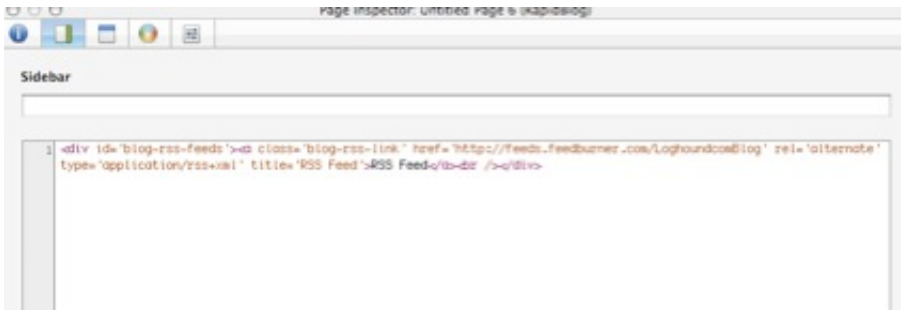 Page Inspector: Untitled Page 6 (RapidBlog)
Sidebar
1 <div id='blog-rss-feeds'><a class='blog-rss-link' href='http://feeds.feedburner.com/LoghoundcomBlog' rel='alternate'
type='application/rss+xml' title='RSS Feed'>RSS Feed</a><br /></div>